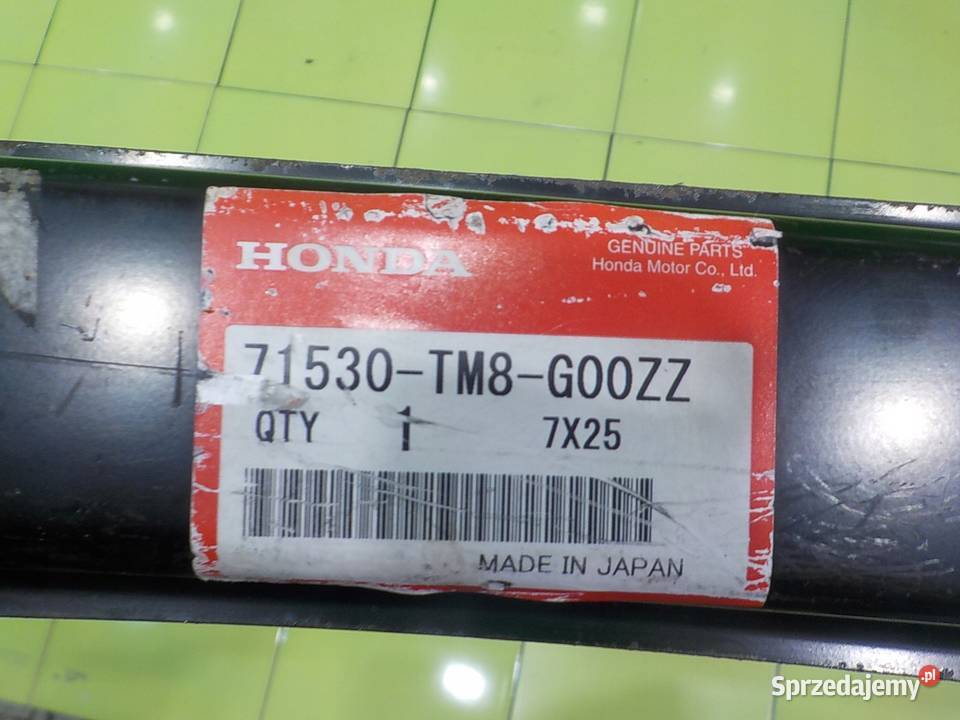 HONDA
GENUINE PARTS
Honda Motor Co., Ltd.
71530-TM8-G00ZZ
QTY 1 7X25
MADE IN JAPAN
Sprzedajemy.pl